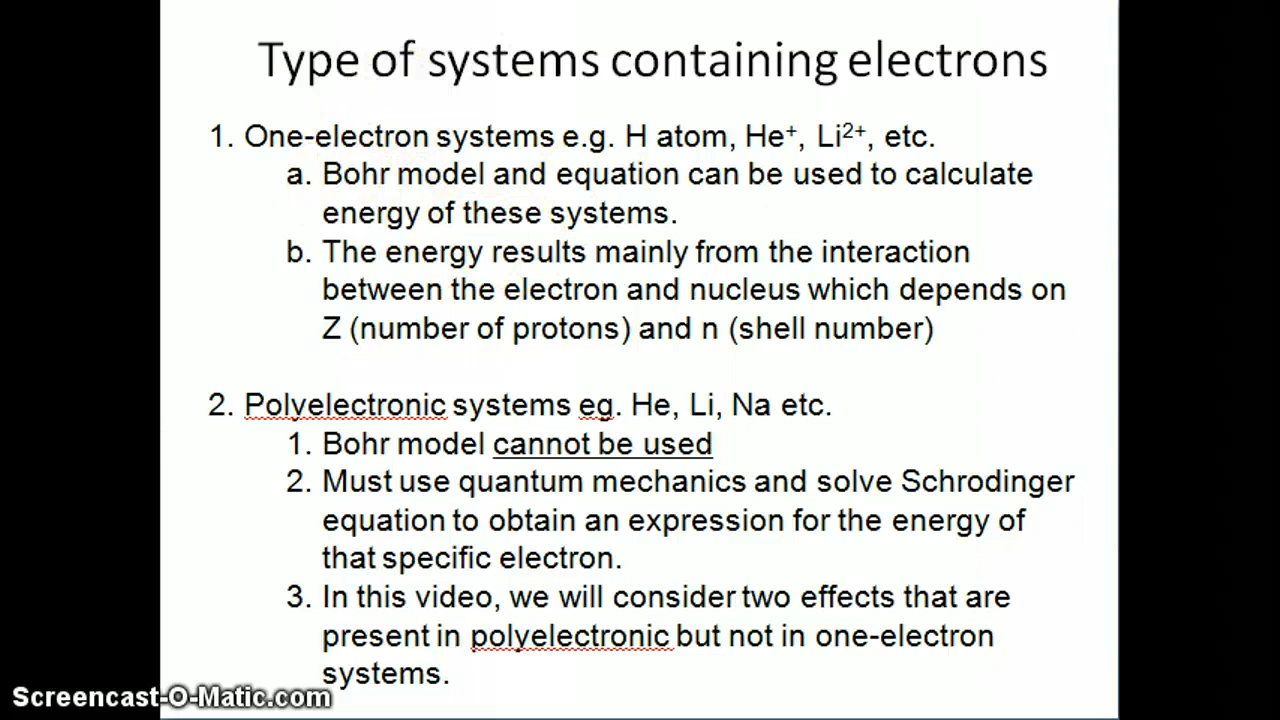 Type of systems containing electrons
1. One-electron systems e.g. H atom, He⁺, Li²⁺, etc.
a. Bohr model and equation can be used to calculate
energy of these systems.
b. The energy results mainly from the interaction
between the electron and nucleus which depends on
Z (number of protons) and n (shell number)
2. Polyelectronic systems eg. He, Li, Na etc.
1. Bohr model cannot be used
2. Must use quantum mechanics and solve Schrodinger
equation to obtain an expression for the energy of
that specific electron.
3. In this video, we will consider two effects that are
present in polyelectronic but not in one-electron
systems.
Screencast-O-Matic.com